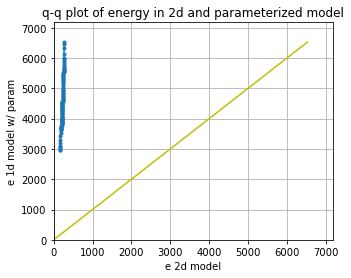 q-q plot of energy in 2d and parameterized model
7000
6000
5000
4000
3000
2000
1000
0
e 1d model w/ param
0 1000 2000 3000 4000 5000 6000 7000
e 2d model